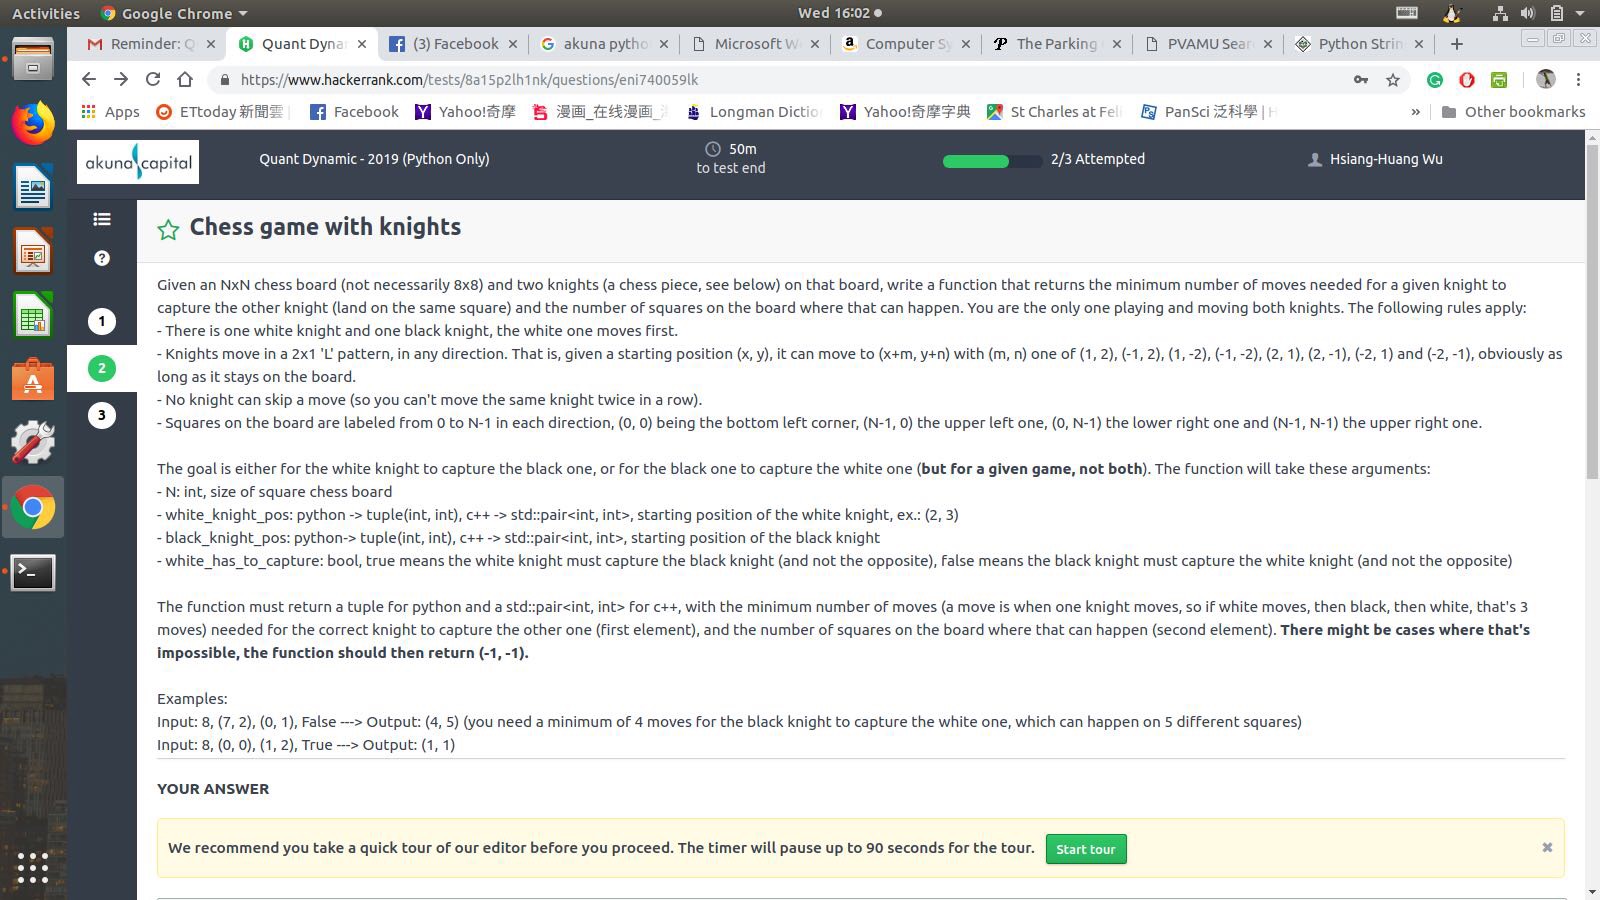 Activities Google Chrome Wed 16:02
Reminder: Q Quant Dynam (3) Facebook akuna pytho Microsoft W Computer Sy The Parking PVAMU Sear Python Strin
https://www.hackerrank.com/tests/8a15p2lh1nk/questions/eni740059lk
Apps ETtoday 新聞雲 Facebook Yahoo!奇摩 漫画_在线漫画_ Longman Dictio Yahoo!奇摩字典 St Charles at Fel PanSci 泛科學 | H » Other bookmarks
akuna capital Quant Dynamic - 2019 (Python Only) 50m 2/3 Attempted Hsiang-Huang Wu
to test end
Chess game with knights
1
2
3
Given an NxN chess board (not necessarily 8x8) and two knights (a chess piece, see below) on that board, write a function that returns the minimum number of moves needed for a given knight to
capture the other knight (land on the same square) and the number of squares on the board where that can happen. You are the only one playing and moving both knights. The following rules apply:
- There is one white knight and one black knight, the white one moves first.
- Knights move in a 2x1 'L' pattern, in any direction. That is, given a starting position (x, y), it can move to (x+m, y+n) with (m, n) one of (1, 2), (-1, 2), (1, -2), (-1, -2), (2, 1), (2, -1), (-2, 1) and (-2, -1), obviously as
long as it stays on the board.
- No knight can skip a move (so you can't move the same knight twice in a row).
- Squares on the board are labeled from 0 to N-1 in each direction, (0, 0) being the bottom left corner, (N-1, 0) the upper left one, (0, N-1) the lower right one and (N-1, N-1) the upper right one.
The goal is either for the white knight to capture the black one, or for the black one to capture the white one (but for a given game, not both). The function will take these arguments:
- N: int, size of square chess board
- white_knight_pos: python -> tuple(int, int), c++ -> std::pair<int, int>, starting position of the white knight, ex.: (2, 3)
- black_knight_pos: python-> tuple(int, int), c++ -> std::pair<int, int>, starting position of the black knight
- white_has_to_capture: bool, true means the white knight must capture the black knight (and not the opposite), false means the black knight must capture the white knight (and not the opposite)
The function must return a tuple for python and a std::pair<int, int> for c++, with the minimum number of moves (a move is when one knight moves, so if white moves, then black, then white, that's 3
moves) needed for the correct knight to capture the other one (first element), and the number of squares on the board where that can happen (second element). There might be cases where that's
impossible, the function should then return (-1, -1).
Examples:
Input: 8, (7, 2), (0, 1), False ---> Output: (4, 5) (you need a minimum of 4 moves for the black knight to capture the white one, which can happen on 5 different squares)
Input: 8, (0, 0), (1, 2), True ---> Output: (1, 1)
YOUR ANSWER
We recommend you take a quick tour of our editor before you proceed. The timer will pause up to 90 seconds for the tour. Start tour